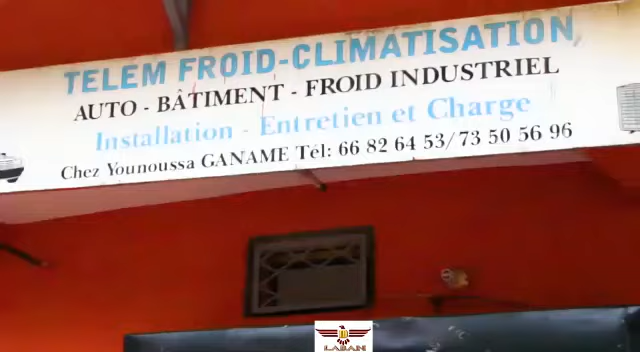 TELEM FROID-CLIMATISATION
AUTO - BÂTIMENT - FROID INDUSTRIEL
Installation - Entretien et Charge
Chez Younoussa GANAME Tél: 66 82 64 53/73 50 56 96